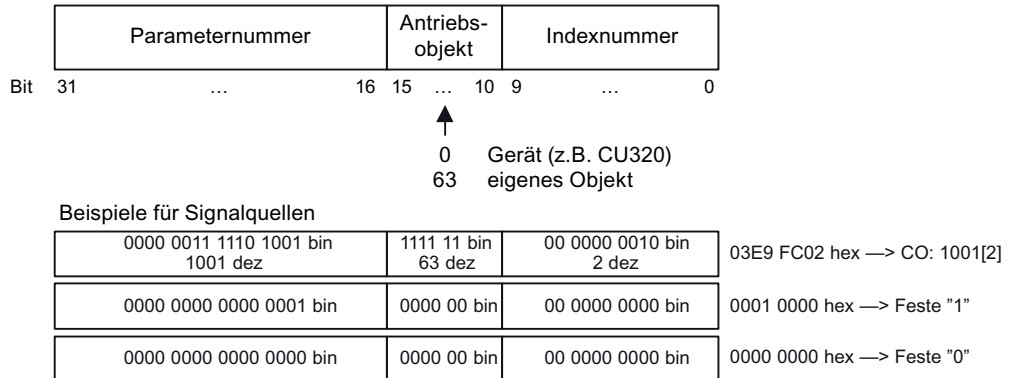 Parameternummer Antriebs-objekt Indexnummer
Bit 31 … 16 15 … 10 9 … 0
0 Gerät (z.B. CU320)
63 eigenes Objekt
Beispiele für Signalquellen
0000 0011 1110 1001 bin 1111 11 bin 00 0000 0010 bin
1001 dez 63 dez 2 dez
03E9 FC02 hex —> CO: 1001[2]
0000 0000 0000 0001 bin 0000 00 bin 00 0000 0000 bin 0001 0000 hex —> Feste ”1”
0000 0000 0000 0000 bin 0000 00 bin 00 0000 0000 bin 0000 0000 hex —> Feste ”0”